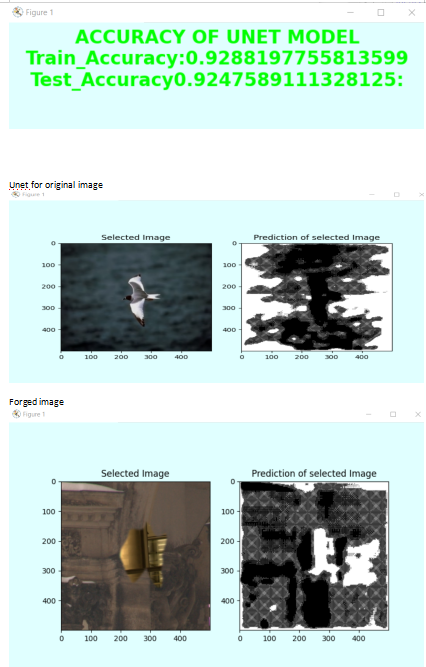 Figure 1
ACCURACY OF UNET MODEL
Train_Accuracy:0.9288197755813599
Test_Accuracy0.9247589111328125:
Unet for original image
Figure 1
Selected Image
Prediction of selected Image
0
100
200
300
400
0 100 200 300 400
0
100
200
300
400
0 100 200 300 400
Forged image
Figure 1
Selected Image
Prediction of selected Image
0
100
200
300
400
0 100 200 300 400
0
100
200
300
400
0 100 200 300 400